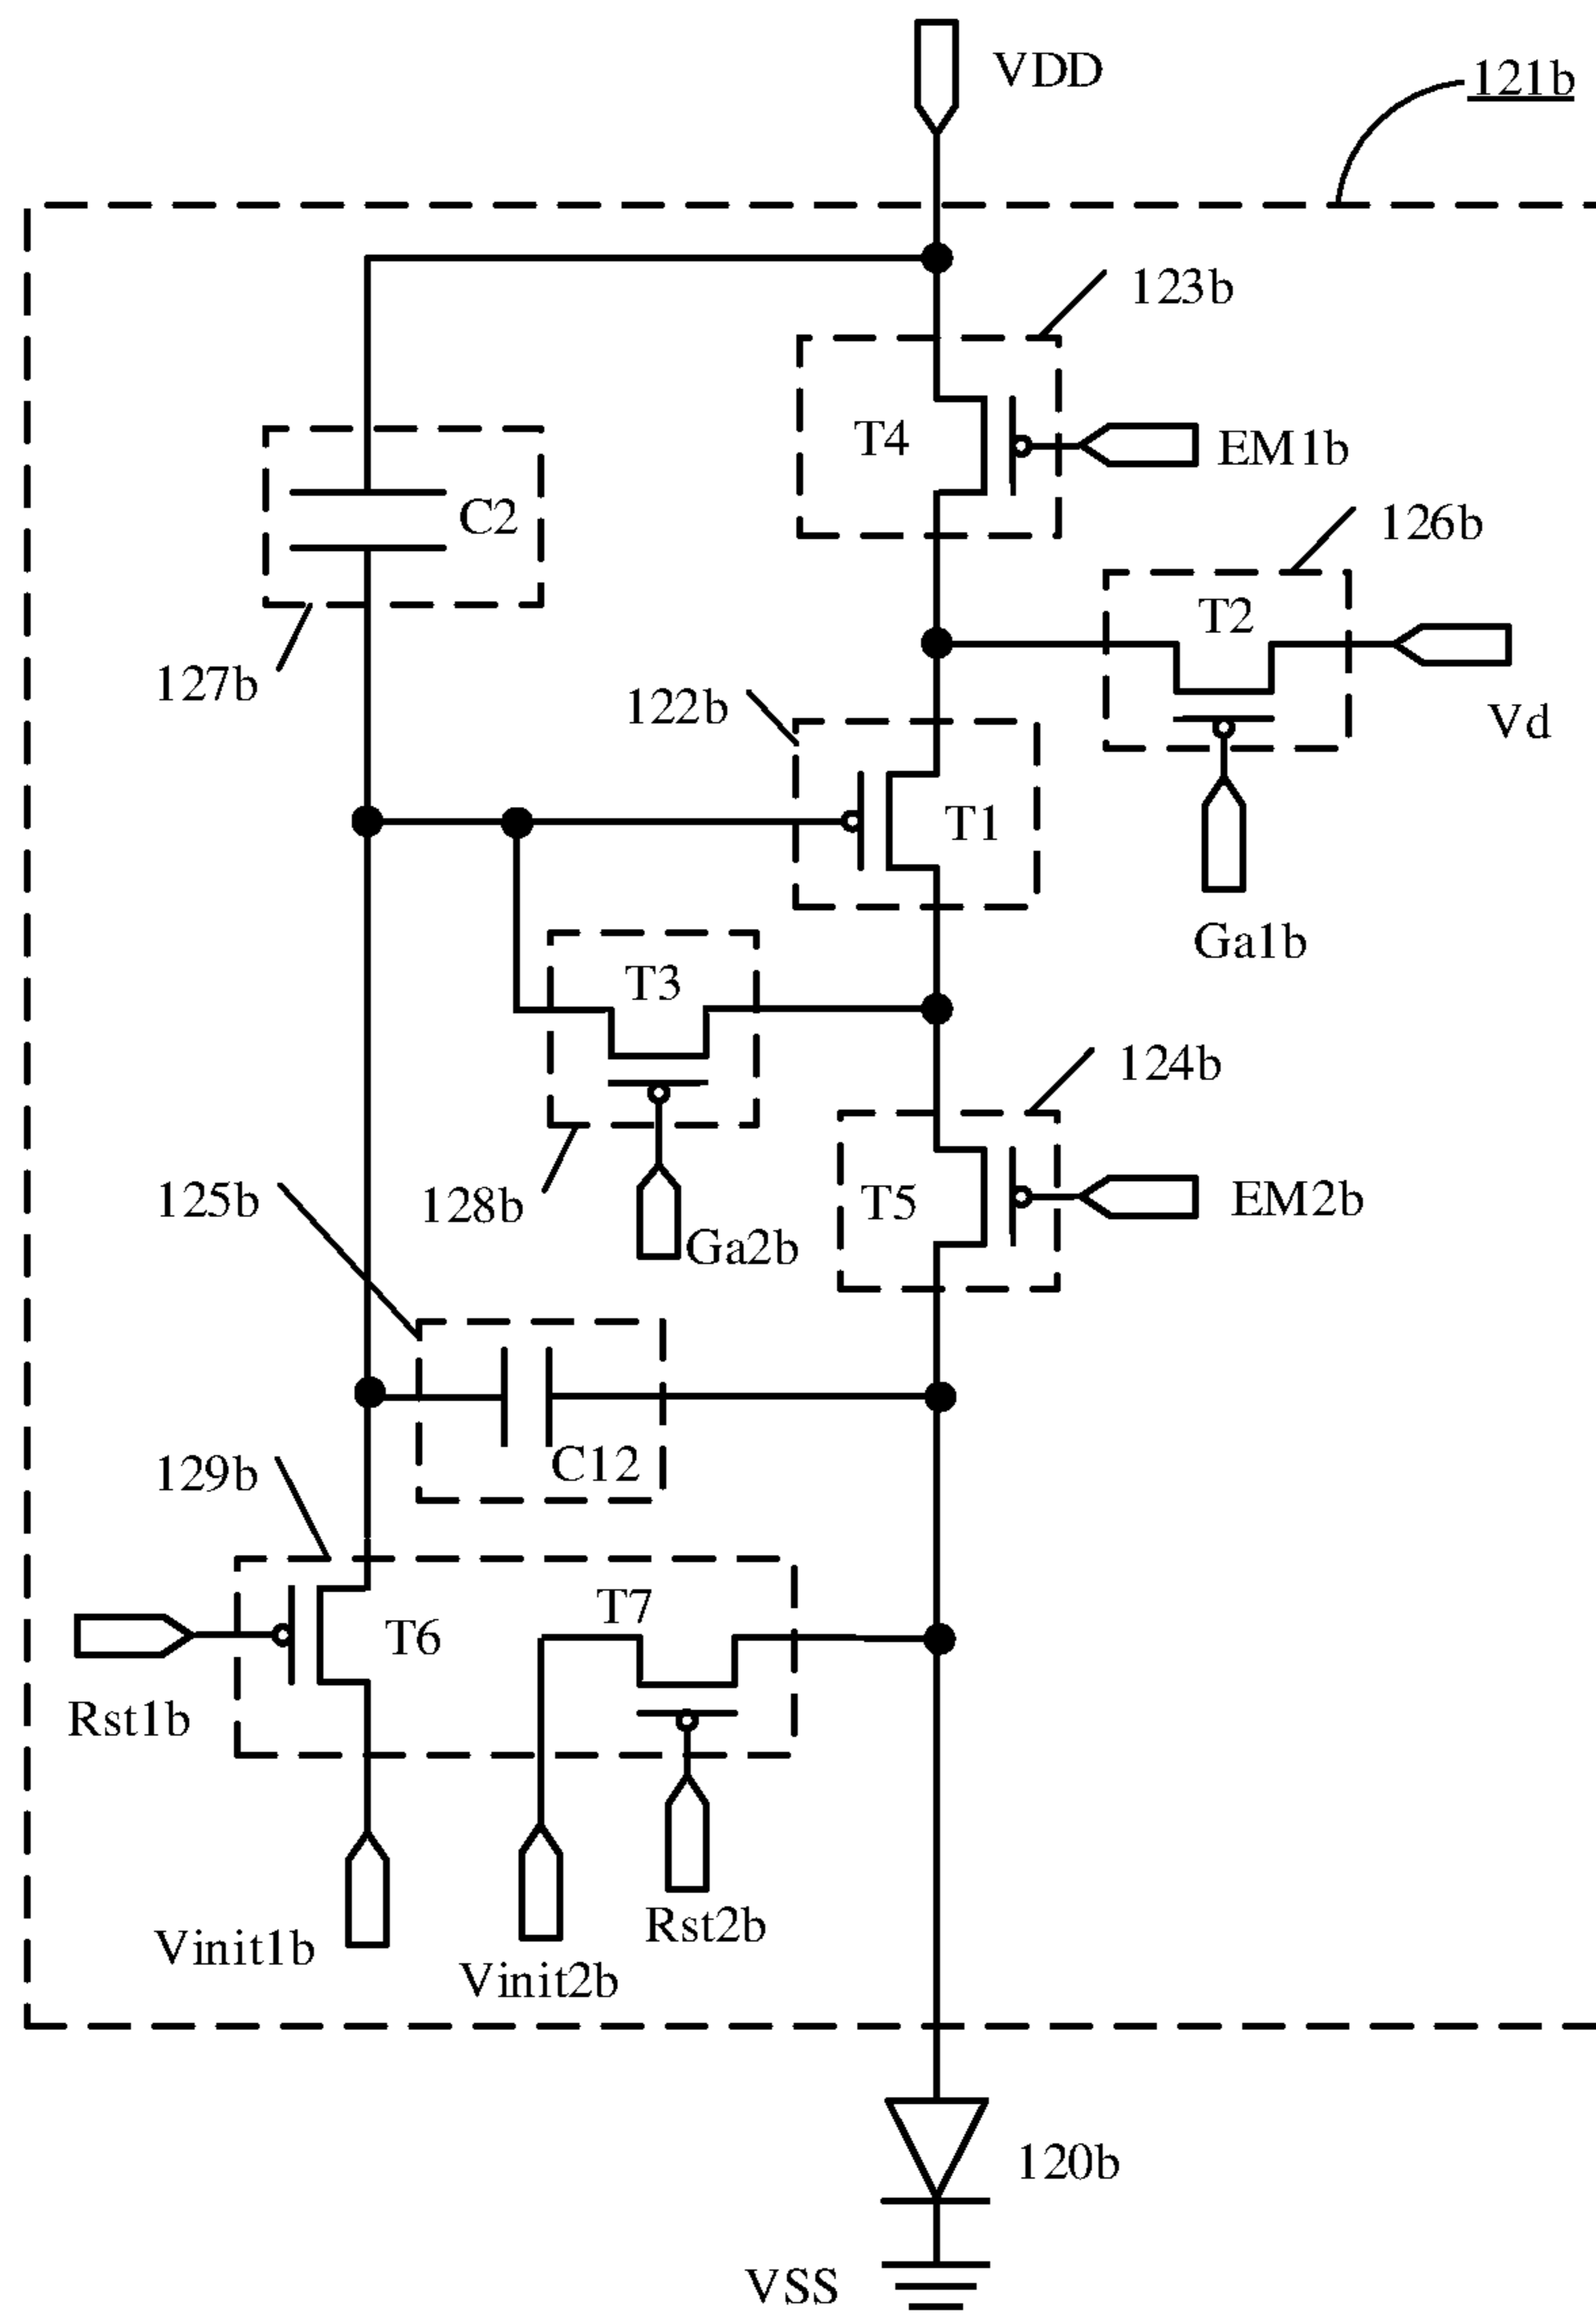 VDD
121b
123b
T4
EM1b
C2
126b
T2
127b
122b
Vd
T1
Ga1b
T3
124b
125b
128b
T5
EM2b
Ga2b
C12
129b
T7
T6
Rst1b
Rst2b
Vinit1b
Vinit2b
120b
VSS